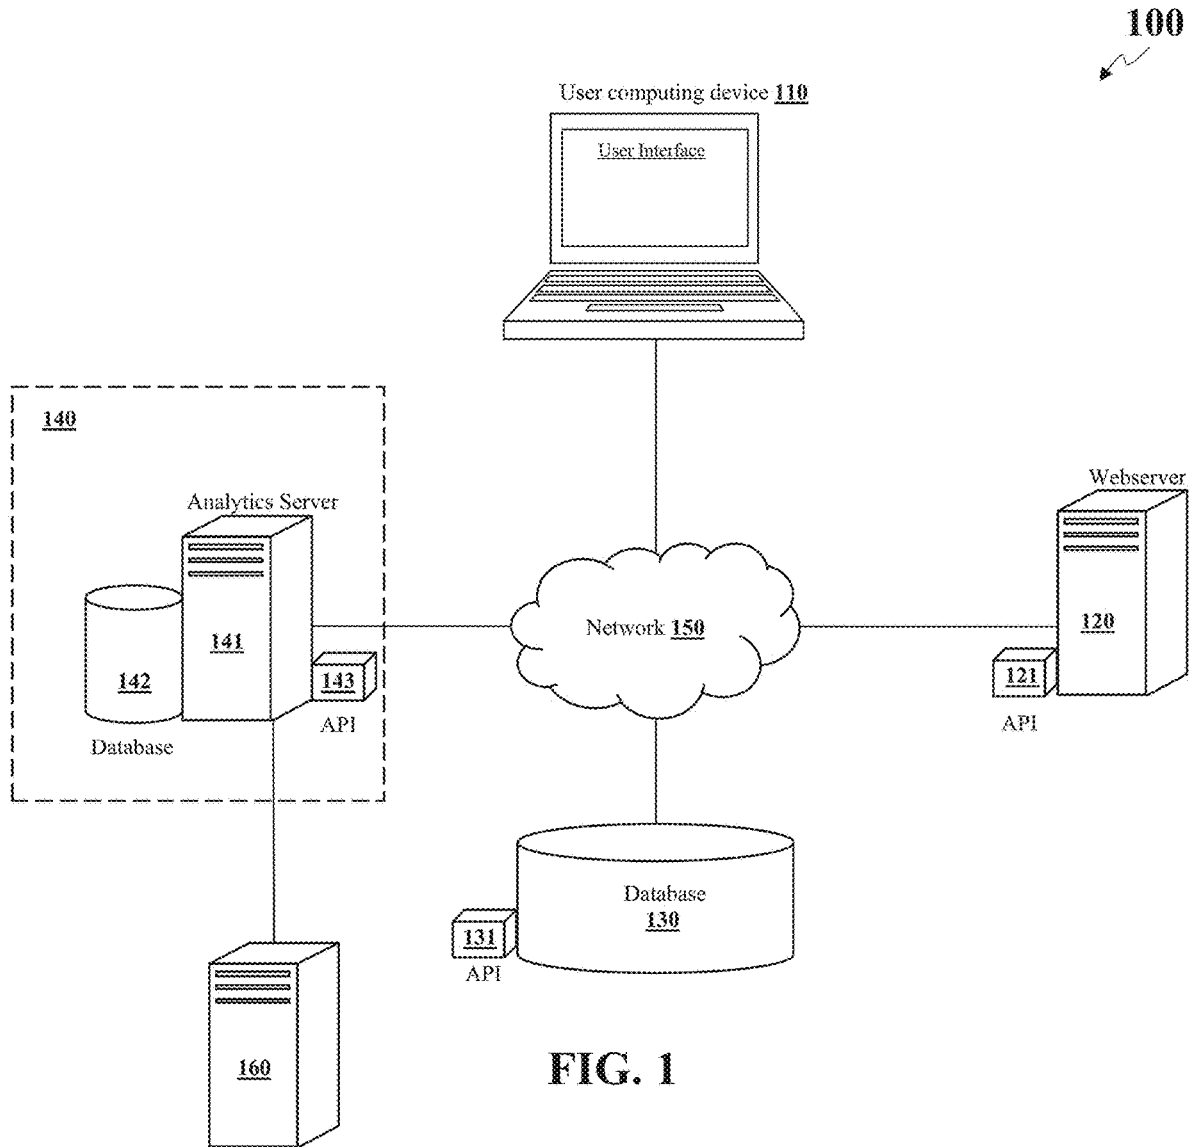 100
User computing device 110
User Interface
140
Analytics Server
Webserver
141
142
143
API
Database
Network 150
120
121
API
Database
130
131
API
160
FIG. 1